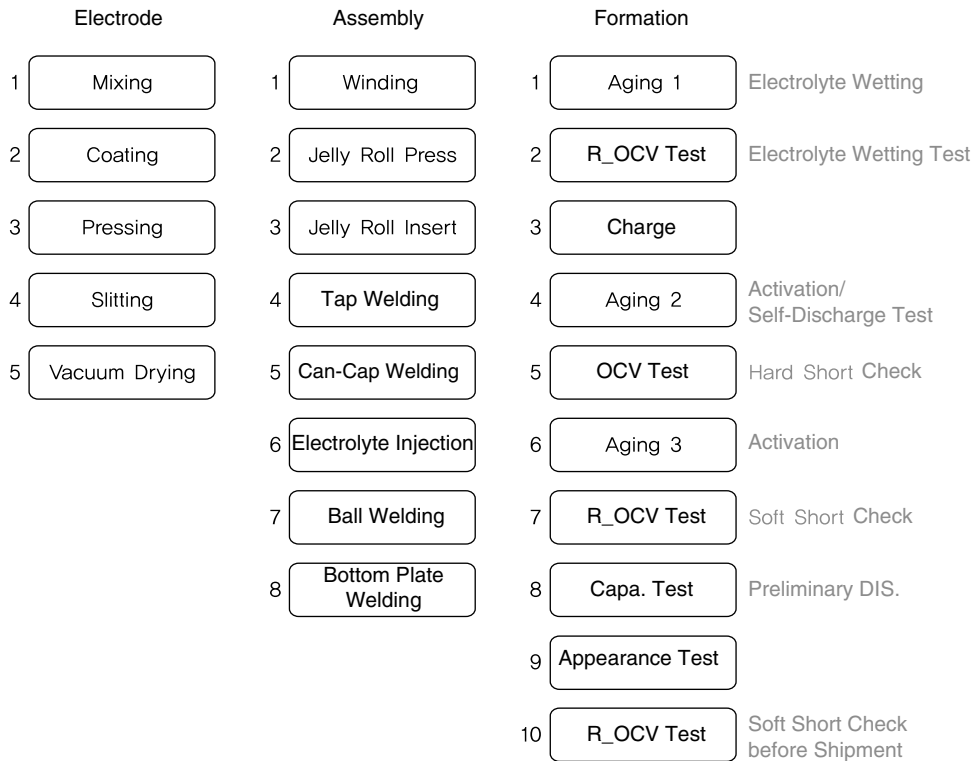 Electrode
1 Mixing
2 Coating
3 Pressing
4 Slitting
5 Vacuum Drying
Assembly
1 Winding
2 Jelly Roll Press
3 Jelly Roll Insert
4 Tap Welding
5 Can-Cap Welding
6 Electrolyte Injection
7 Ball Welding
8 Bottom Plate
Welding
Formation
1 Aging 1 Electrolyte Wetting
2 R_OCV Test Electrolyte Wetting Test
3 Charge
4 Aging 2 Activation/
Self-Discharge Test
5 OCV Test Hard Short Check
6 Aging 3 Activation
7 R_OCV Test Soft Short Check
8 Capa. Test Preliminary DIS.
9 Appearance Test
10 R_OCV Test Soft Short Check
before Shipment